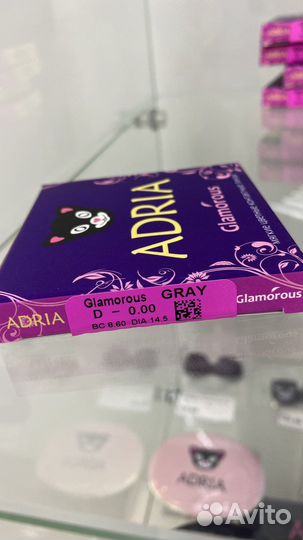 ADRIA
Glamorous
ADRIA
Glamorous GRAY
D - 0.00
BC 8.60 DIA 14.5
Glamorous
ADRIA
Avito